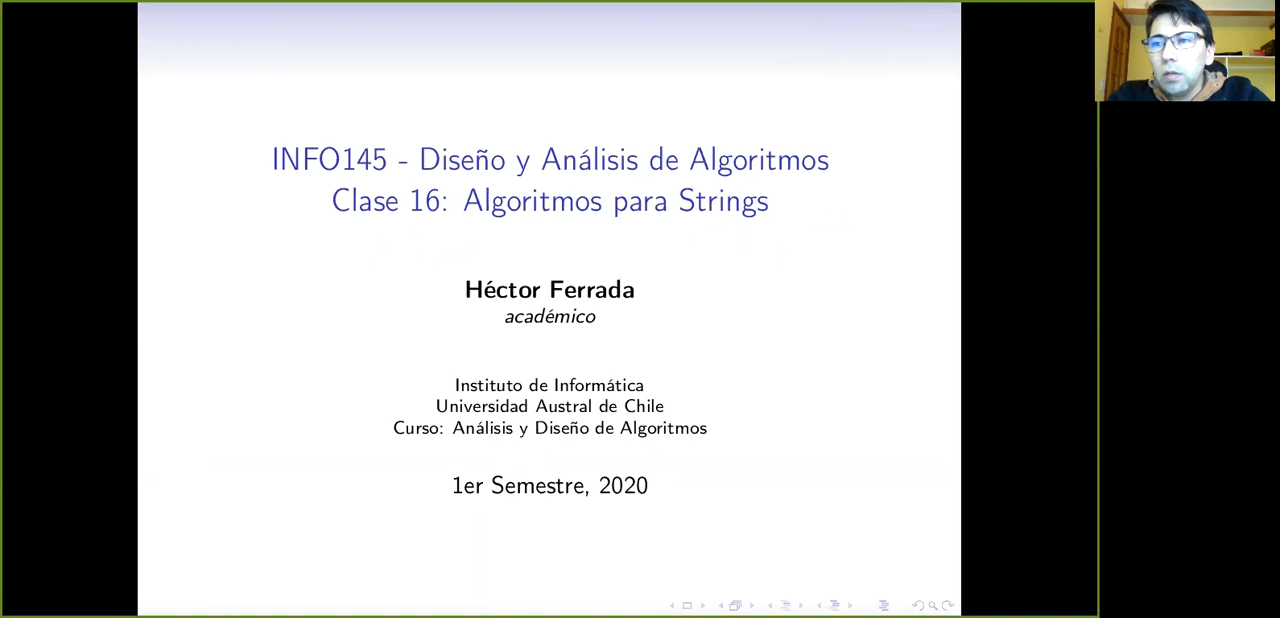 INFO145 - Diseño y Análisis de Algoritmos
Clase 16: Algoritmos para Strings
Héctor Ferrada
académico
Instituto de Informática
Universidad Austral de Chile
Curso: Análisis y Diseño de Algoritmos
1er Semestre, 2020